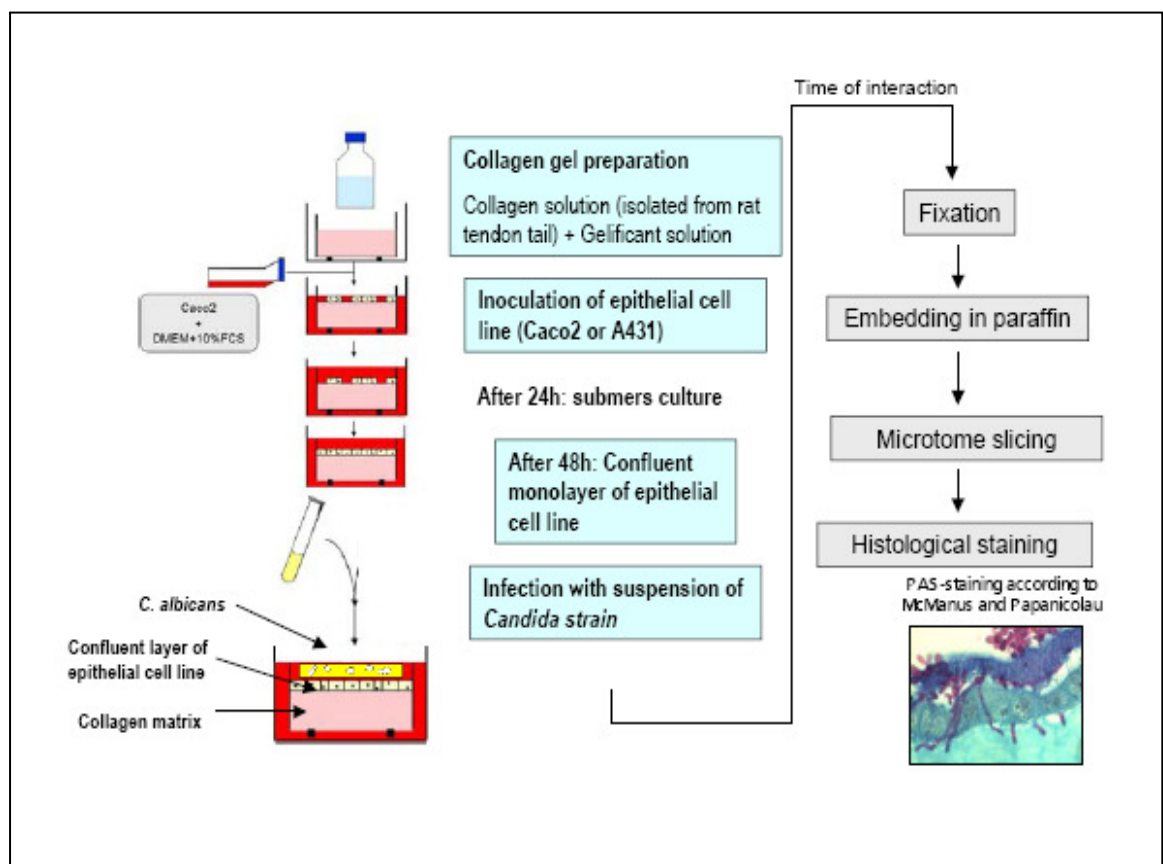 Collagen gel preparation
Collagen solution (isolated from rat
tendon tail) + Gelificant solution
Caco2
+
DMEM+10%FCS
Inoculation of epithelial cell
line (Caco2 or A431)
After 24h: submers culture
After 48h: Confluent
monolayer of epithelial
cell line
Infection with suspension of
Candida strain
C. albicans
Confluent layer of
epithelial cell line
Collagen matrix
Time of interaction
Fixation
Embedding in paraffin
Microtome slicing
Histological staining
PAS-staining according to
McManus and Papanicolau